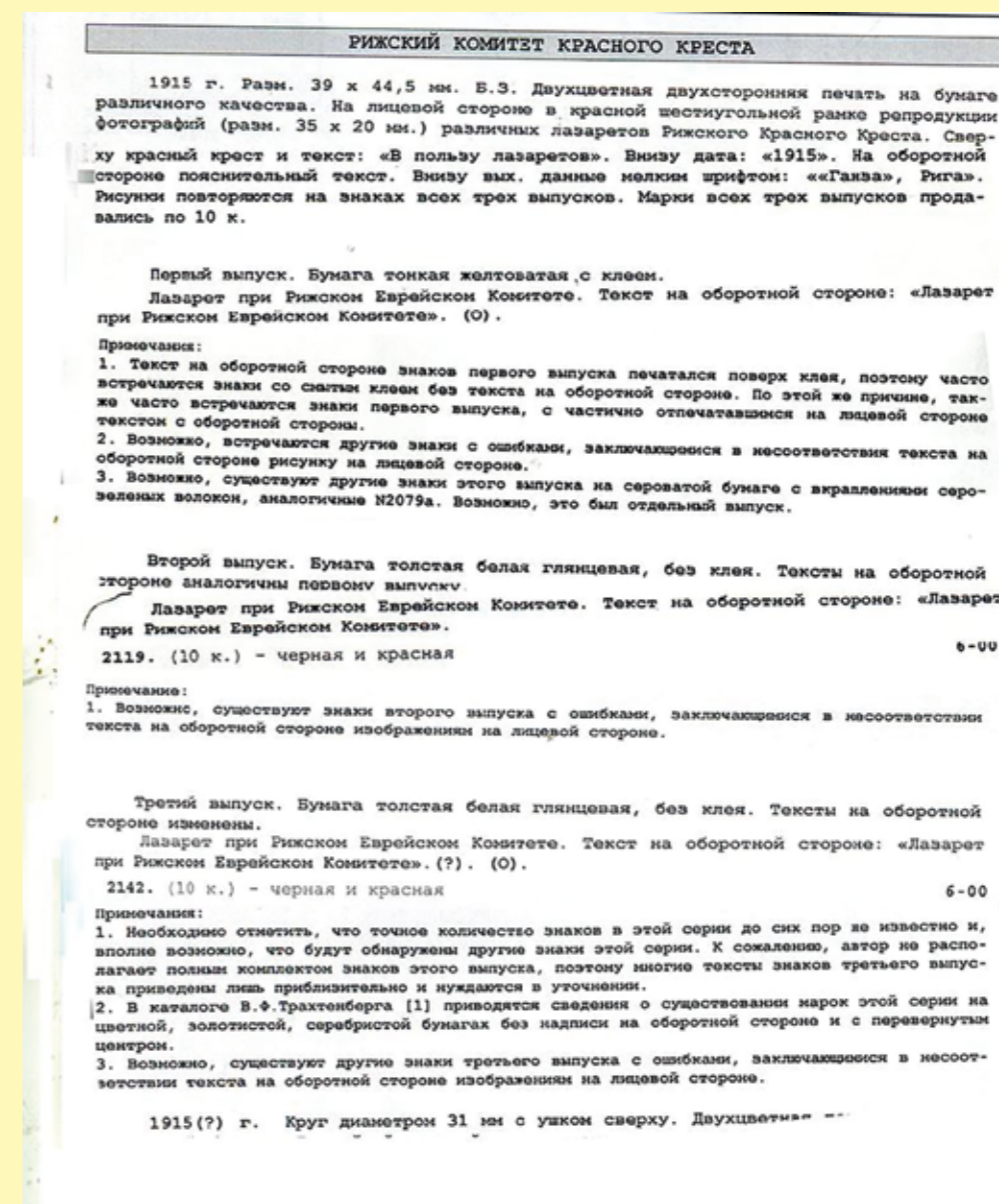 РИЖСКИЙ КОМИТЕТ КРАСНОГО КРЕСТА
1915 г. Разм. 39 х 44,5 мм. Б.З. Двухцветная двухсторонняя печать на бумаге
различного качества. На лицевой стороне в красной шестиугольной рамке репродукции
фотографий (разм. 35 х 20 мм.) различных лазаретов Рижского Красного Креста. Свер-
ху красный крест и текст: «В пользу лазаретов». Внизу дата: «1915». На оборотной
стороне пояснительный текст. Внизу вых. данные мелким шрифтом: ««Ганза», Рига».
Рисунки повторяются на знаках всех трех выпусков. Марки всех трех выпусков прода-
вались по 10 к.
Первый выпуск. Бумага тонкая желтоватая с клеем.
Лазарет при Рижском Еврейском Комитете. Текст на оборотной стороне: «Лазарет
при Рижском Еврейском Комитете». (О).
Примечания:
1. Текст на оборотной стороне знаков первого выпуска печатался поверх клея, поэтому часто
встречаются знаки со смытым клеем без текста на оборотной стороне. По этой же причине, так-
же часто встречаются знаки первого выпуска, с частично отпечатавшимся на лицевой стороне
текстом с оборотной стороны.
2. Возможно, встречаются другие знаки с ошибками, заключающимися в несоответствия текста на
оборотной стороне рисунку на лицевой стороне.
3. Возможно, существуют другие знаки этого выпуска на сероватой бумаге с вкраплениями серо-
зеленых волокон, аналогичные N2079а. Возможно, это был отдельный выпуск.
Второй выпуск. Бумага толстая белая глянцевая, без клея. Тексты на оборотной
стороне аналогичны первому выпуску.
Лазарет при Рижском Еврейском Комитете. Текст на оборотной стороне: «Лазарет
при Рижском Еврейском Комитете».
2119. (10 к.) - черная и красная 6-00
Примечание:
1. Возможно, существуют знаки второго выпуска с ошибками, заключающимися в несоответствии
текста на оборотной стороне изображениям на лицевой стороне.
Третий выпуск. Бумага толстая белая глянцевая, без клея. Тексты на оборотной
стороне изменены.
Лазарет при Рижском Еврейском Комитете. Текст на оборотной стороне: «Лазарет
при Рижском Еврейском Комитете».(?). (О).
2142. (10 к.) - черная и красная 6-00
Примечания:
1. Необходимо отметить, что точное количество знаков в этой серии до сих пор не известно и,
вполне возможно, что будут обнаружены другие знаки этой серии. К сожалению, автор не распо-
лагает полным комплектом знаков этого выпуска, поэтому многие тексты знаков третьего выпус-
ка приведены лишь приблизительно и нуждаются в уточнении.
2. В каталоге В.Ф.Трахтенберга [1] приводятся сведения о существовании марок этой серии на
цветной, золотистой, серебристой бумагах без надписи на оборотной стороне и с перевернутым
центром.
3. Возможно, существуют другие знаки третьего выпуска с ошибками, заключающимися в несоот-
ветствии текста на оборотной стороне изображениям на лицевой стороне.
1915(?) г. Круг диаметром 31 мм с ушком сверху. Двухцветная